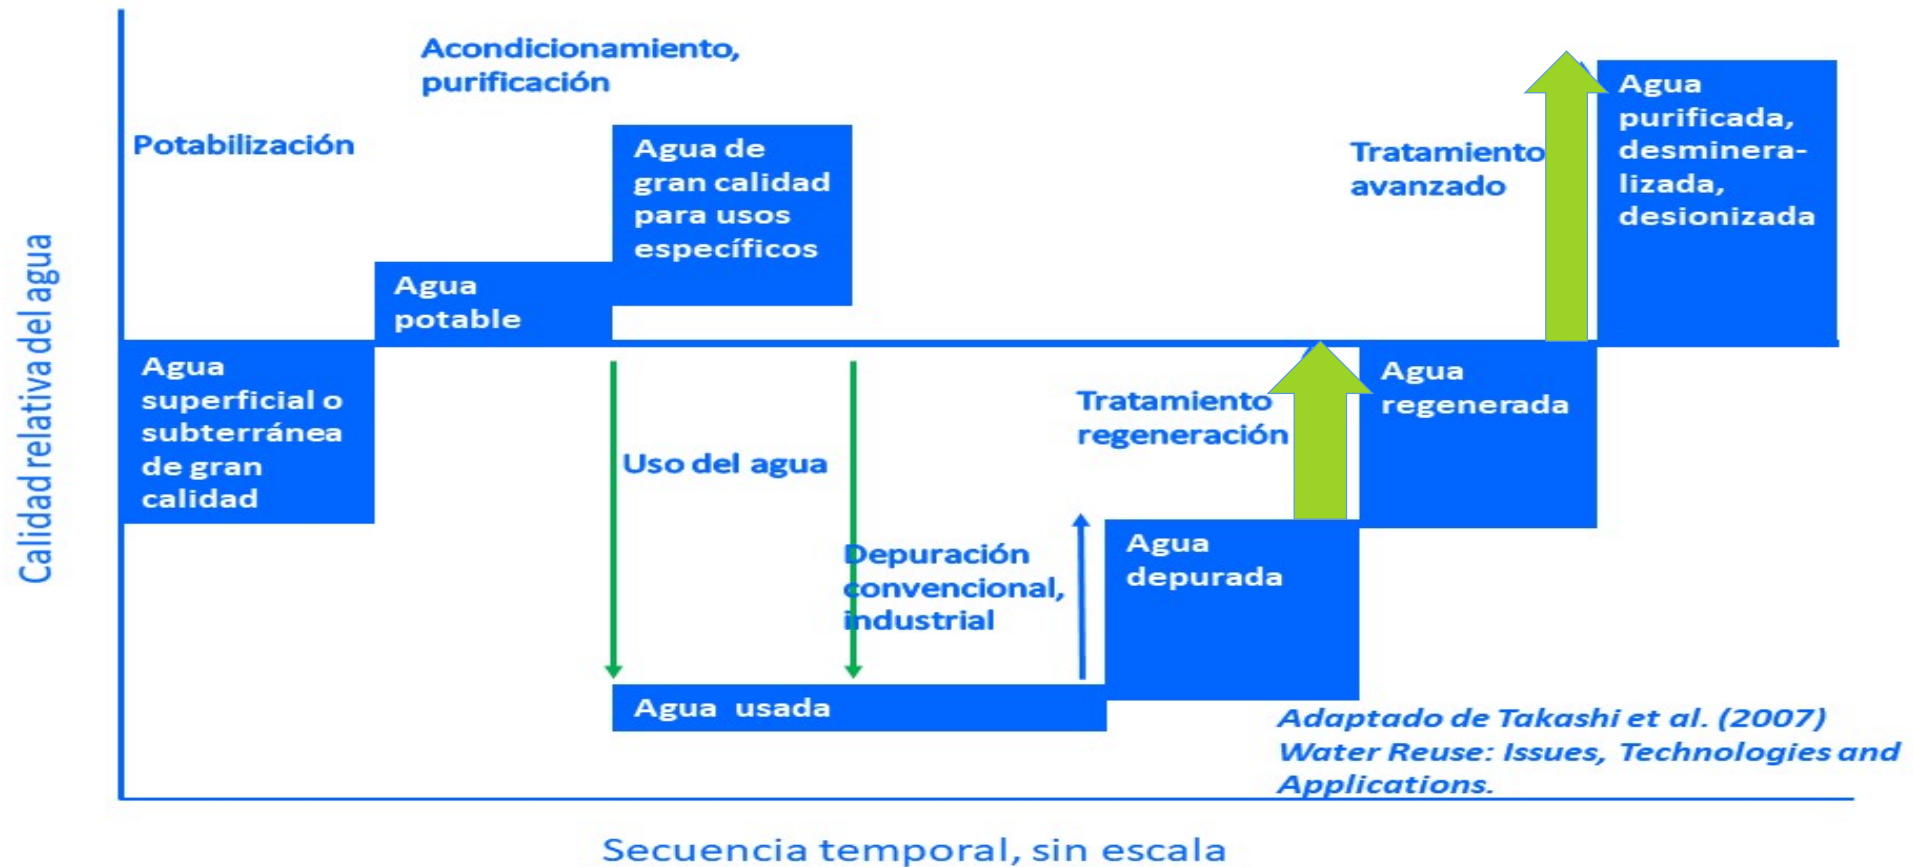 Acondicionamiento,
purificación
Potabilización
Agua de
gran calidad
para usos
específicos
Agua
potable
Agua
superficial o
subterránea
de gran
calidad
Uso del agua
Depuración
convencional,
industrial
Agua usada
Agua
depurada
Tratamiento
regeneración
Agua
regenerada
Tratamiento
avanzado
Agua
purificada,
desminera-
lizada,
desionizada
Adaptado de Takashi et al. (2007)
Water Reuse: Issues, Technologies and
Applications.
Calidad relativa del agua
Secuencia temporal, sin escala